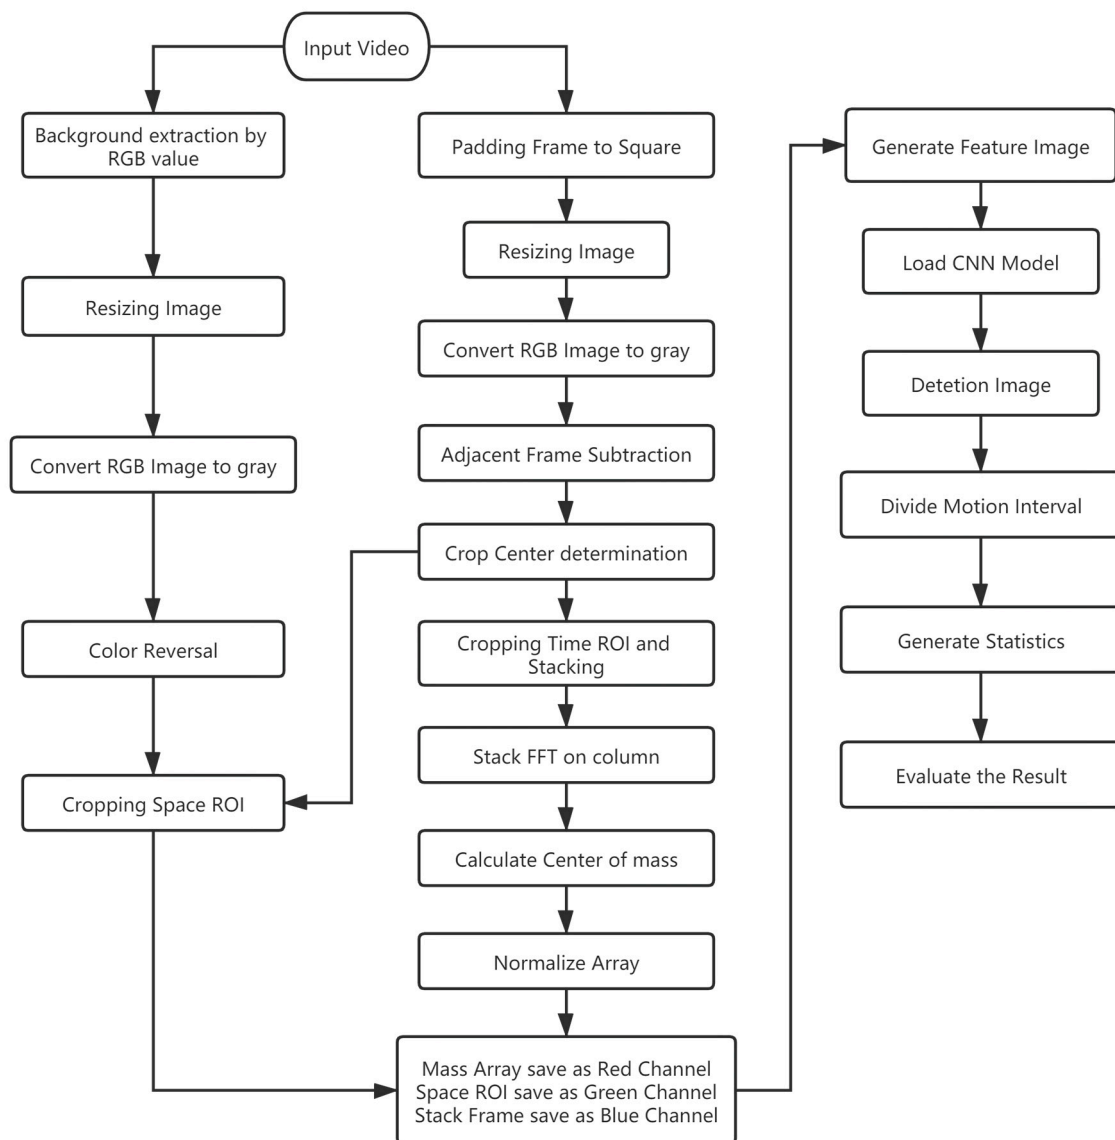 Input Video
Background extraction by
RGB value
Resizing Image
Convert RGB Image to gray
Color Reversal
Cropping Space ROI
Padding Frame to Square
Resizing Image
Convert RGB Image to gray
Adjacent Frame Subtraction
Crop Center determination
Cropping Time ROI and
Stacking
Stack FFT on column
Calculate Center of mass
Normalize Array
Mass Array save as Red Channel
Space ROI save as Green Channel
Stack Frame save as Blue Channel
Generate Feature Image
Load CNN Model
Detetion Image
Divide Motion Interval
Generate Statistics
Evaluate the Result